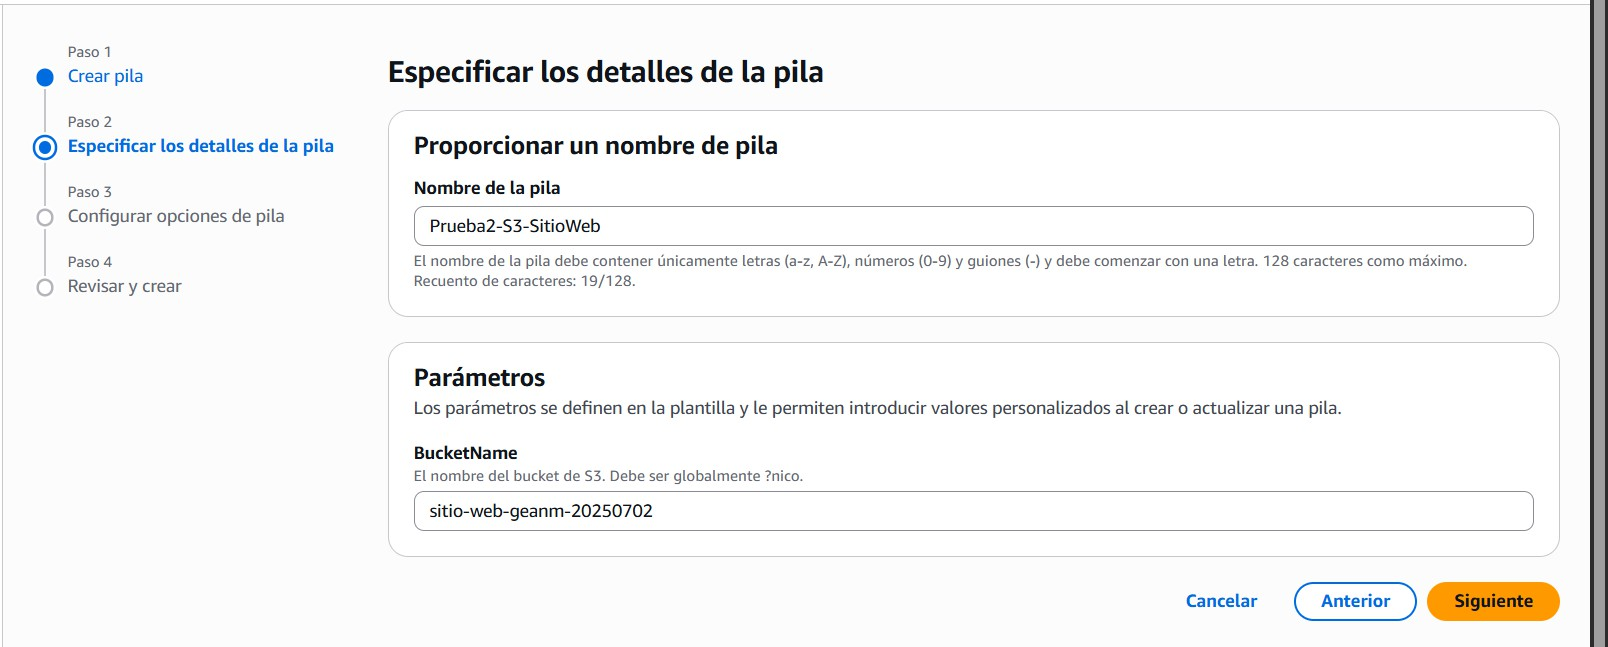 Paso 1
Crear pila
Paso 2
Especificar los detalles de la pila
Paso 3
Configurar opciones de pila
Paso 4
Revisar y crear
Especificar los detalles de la pila
Proporcionar un nombre de pila
Nombre de la pila
Prueba2-S3-SitioWeb
El nombre de la pila debe contener únicamente letras (a-z, A-Z), números (0-9) y guiones (-) y debe comenzar con una letra. 128 caracteres como máximo.
Recuento de caracteres: 19/128.
Parámetros
Los parámetros se definen en la plantilla y le permiten introducir valores personalizados al crear o actualizar una pila.
BucketName
El nombre del bucket de S3. Debe ser globalmente ?nico.
sitio-web-geanm-20250702
Cancelar
Anterior
Siguiente